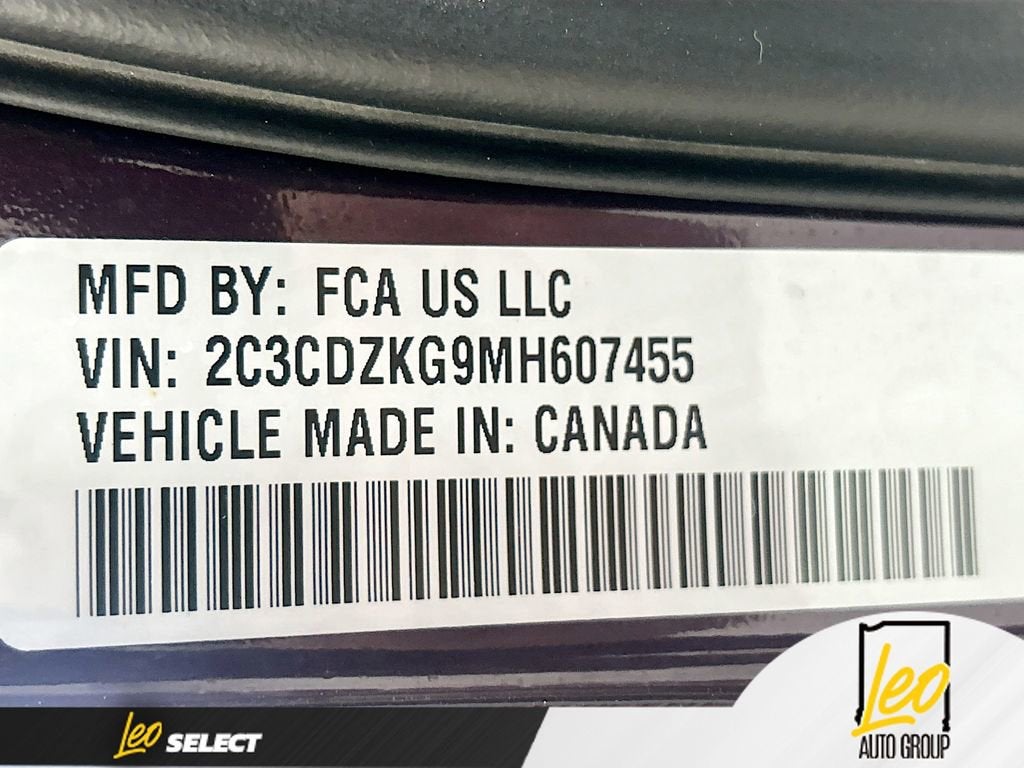 MFD BY: FCA US LLC
VIN: 2C3CDZKG9MH607455
VEHICLE MADE IN: CANADA
Leo
AUTO GROUP
Leo SELECT